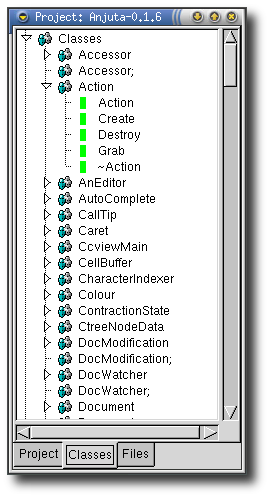 Project: Anjuta-0.1.6
Classes
Accessor
Accessor;
Action
Action
Create
Destroy
Grab
~Action
AnEditor
AutoComplete
CallTip
Caret
CcviewMain
CellBuffer
CharacterIndexer
Colour
ContractionState
CtreeNodeData
DocModification
DocModification;
DocWatcher
DocWatcher;
Document
Project Classes Files